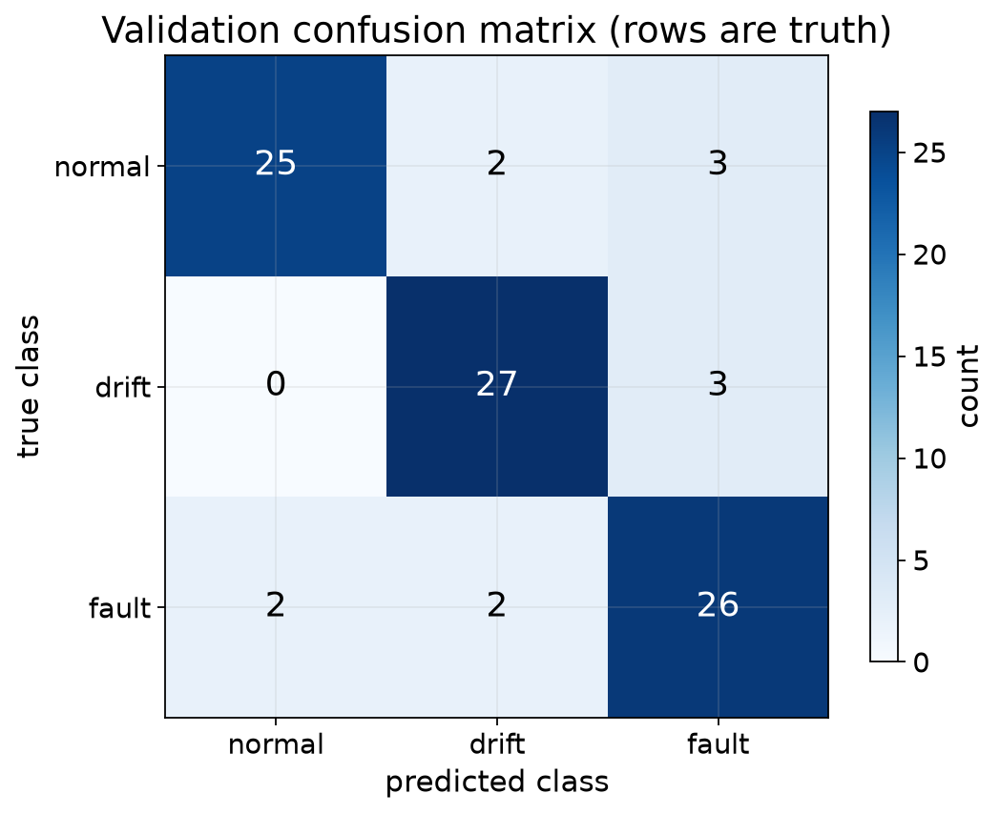 Validation confusion matrix (rows are truth)
normal 25 2 3
drift 0 27 3
fault 2 2 26
normal drift fault
predicted class
true class
25
20
15
10
5
0
count